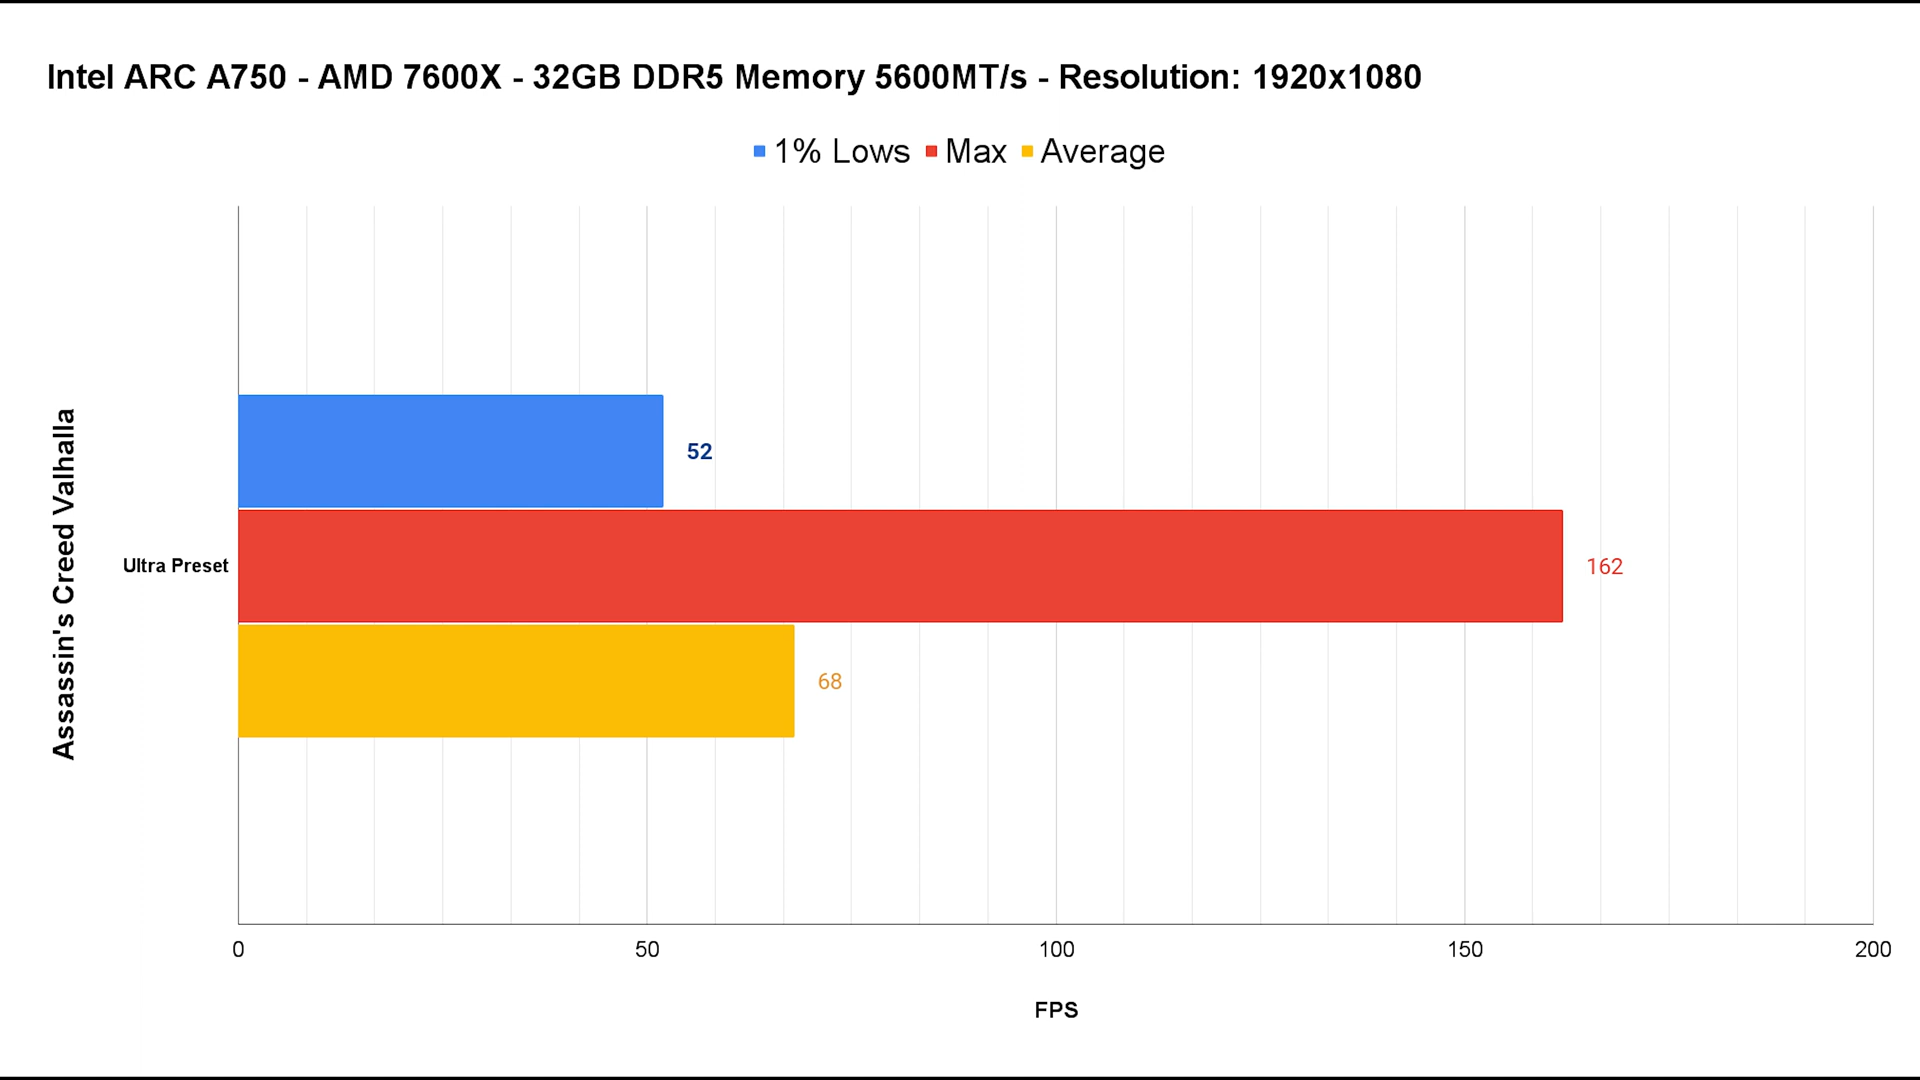 Intel ARC A750 - AMD 7600X - 32GB DDR5 Memory 5600MT/s - Resolution: 1920x1080
1% Lows Max Average
Assassin's Creed Valhalla
52
Ultra Preset
162
68
0 50 100 150 200
FPS